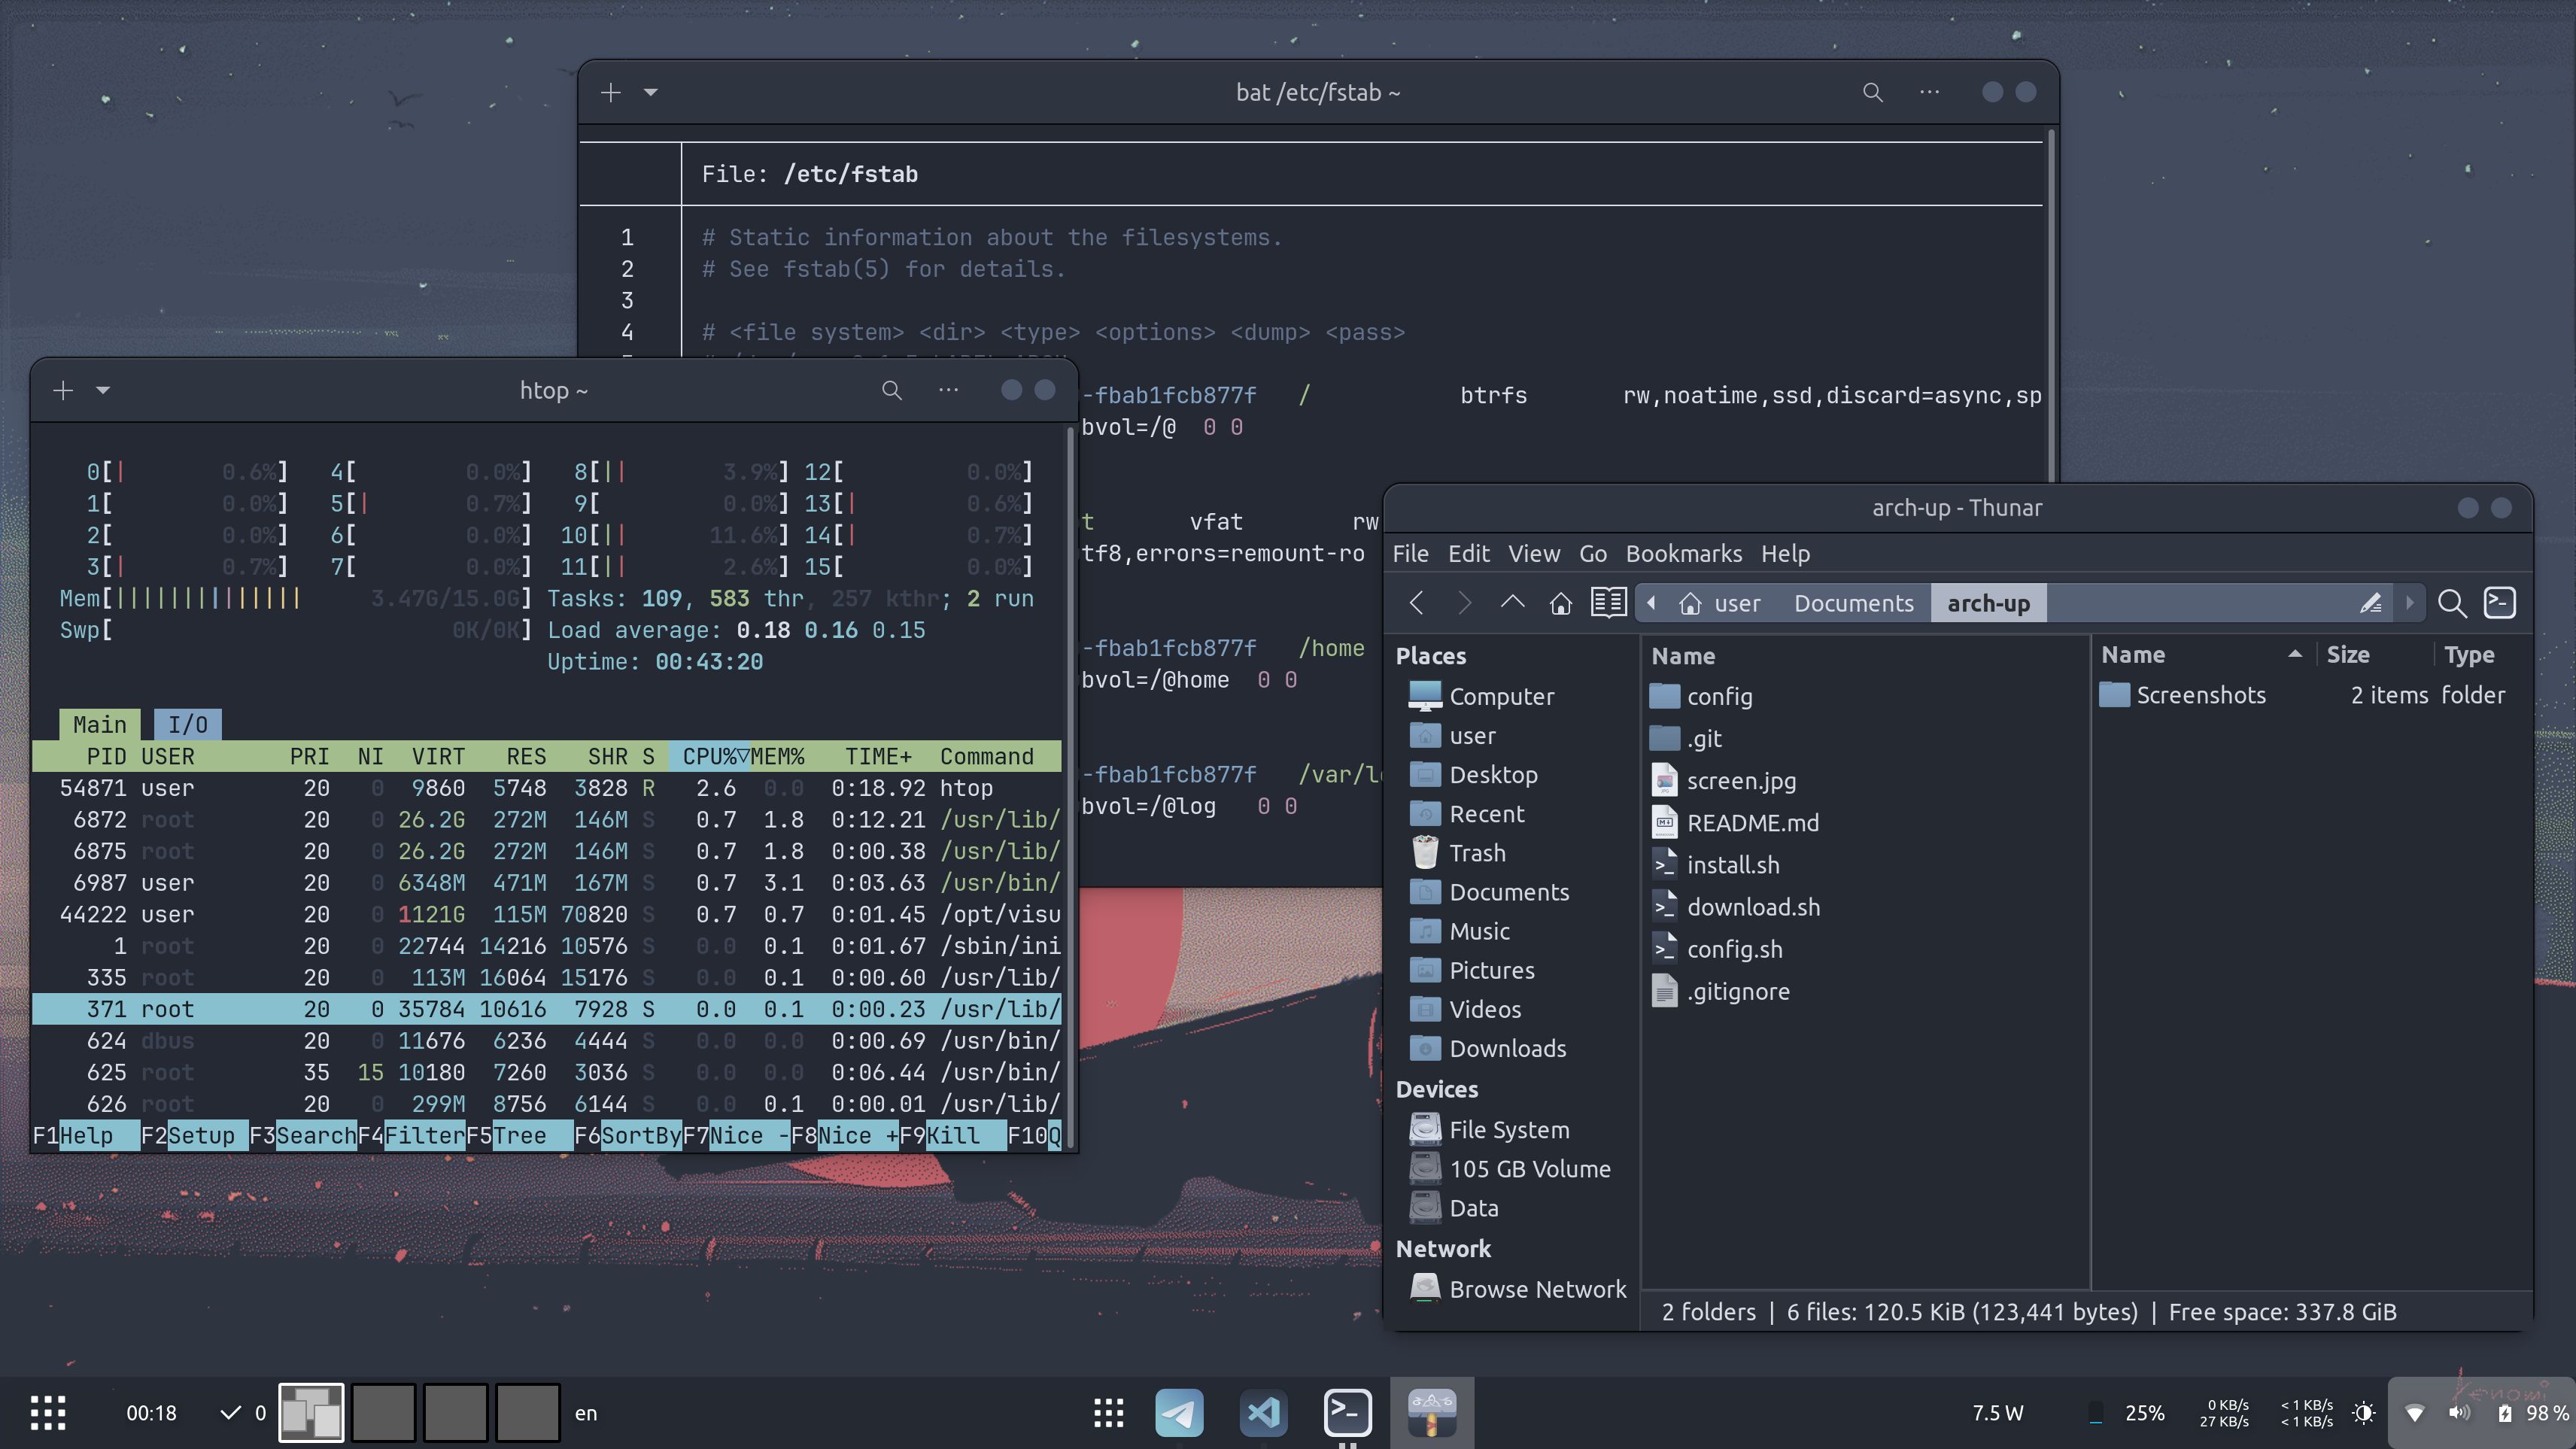 bat /etc/fstab ~
File: /etc/fstab
1 # Static information about the filesystems.
2 # See fstab(5) for details.
3
4 # <file system> <dir> <type> <options> <dump> <pass>
-fbab1fcb877f / btrfs rw,noatime,ssd,discard=async,sp
bvol=/@ 0 0
t vfat rw
tf8,errors=remount-ro
-fbab1fcb877f /home
bvol=/@home 0 0
-fbab1fcb877f /var/l
bvol=/@log 0 0
htop ~
0[| 0.6%] 4[ 0.0%] 8[|| 3.9%] 12[ 0.0%]
1[ 0.0%] 5[| 0.7%] 9[ 0.0%] 13[| 0.6%]
2[ 0.0%] 6[ 0.0%] 10[|| 11.6%] 14[| 0.7%]
3[| 0.7%] 7[ 0.0%] 11[|| 2.6%] 15[ 0.0%]
Mem[|||||||||||||| 3.47G/15.0G] Tasks: 109, 583 thr, 257 kthr; 2 run
Swp[ 0K/0K] Load average: 0.18 0.16 0.15
Uptime: 00:43:20
Main I/O
PID USER PRI NI VIRT RES SHR S CPU%▽MEM% TIME+ Command
54871 user 20 0 9860 5748 3828 R 2.6 0.0 0:18.92 htop
6872 root 20 0 26.2G 272M 146M S 0.7 1.8 0:12.21 /usr/lib/
6875 root 20 0 26.2G 272M 146M S 0.7 1.8 0:00.38 /usr/lib/
6987 user 20 0 6348M 471M 167M S 0.7 3.1 0:03.63 /usr/bin/
44222 user 20 0 1121G 115M 70820 S 0.7 0.7 0:01.45 /opt/visu
1 root 20 0 22744 14216 10576 S 0.0 0.1 0:01.67 /sbin/ini
335 root 20 0 113M 16064 15176 S 0.0 0.1 0:00.60 /usr/lib/
371 root 20 0 35784 10616 7928 S 0.0 0.1 0:00.23 /usr/lib/
624 dbus 20 0 11676 6236 4444 S 0.0 0.0 0:00.69 /usr/bin/
625 root 35 15 10180 7260 3036 S 0.0 0.0 0:06.44 /usr/bin/
626 root 20 0 299M 8756 6144 S 0.0 0.1 0:00.01 /usr/lib/
F1Help F2Setup F3SearchF4FilterF5Tree F6SortByF7Nice -F8Nice +F9Kill F10Q
arch-up - Thunar
File Edit View Go Bookmarks Help
user Documents arch-up
Places
Computer
user
Desktop
Recent
Trash
Documents
Music
Pictures
Videos
Downloads
Devices
File System
105 GB Volume
Data
Network
Browse Network
Name
config
.git
screen.jpg
README.md
install.sh
download.sh
config.sh
.gitignore
Name Size Type
Screenshots 2 items folder
2 folders | 6 files: 120.5 KiB (123,441 bytes) | Free space: 337.8 GiB
00:18 0 en
7.5 W 25%
0 KB/s
27 KB/s
< 1 KB/s
< 1 KB/s
98 %